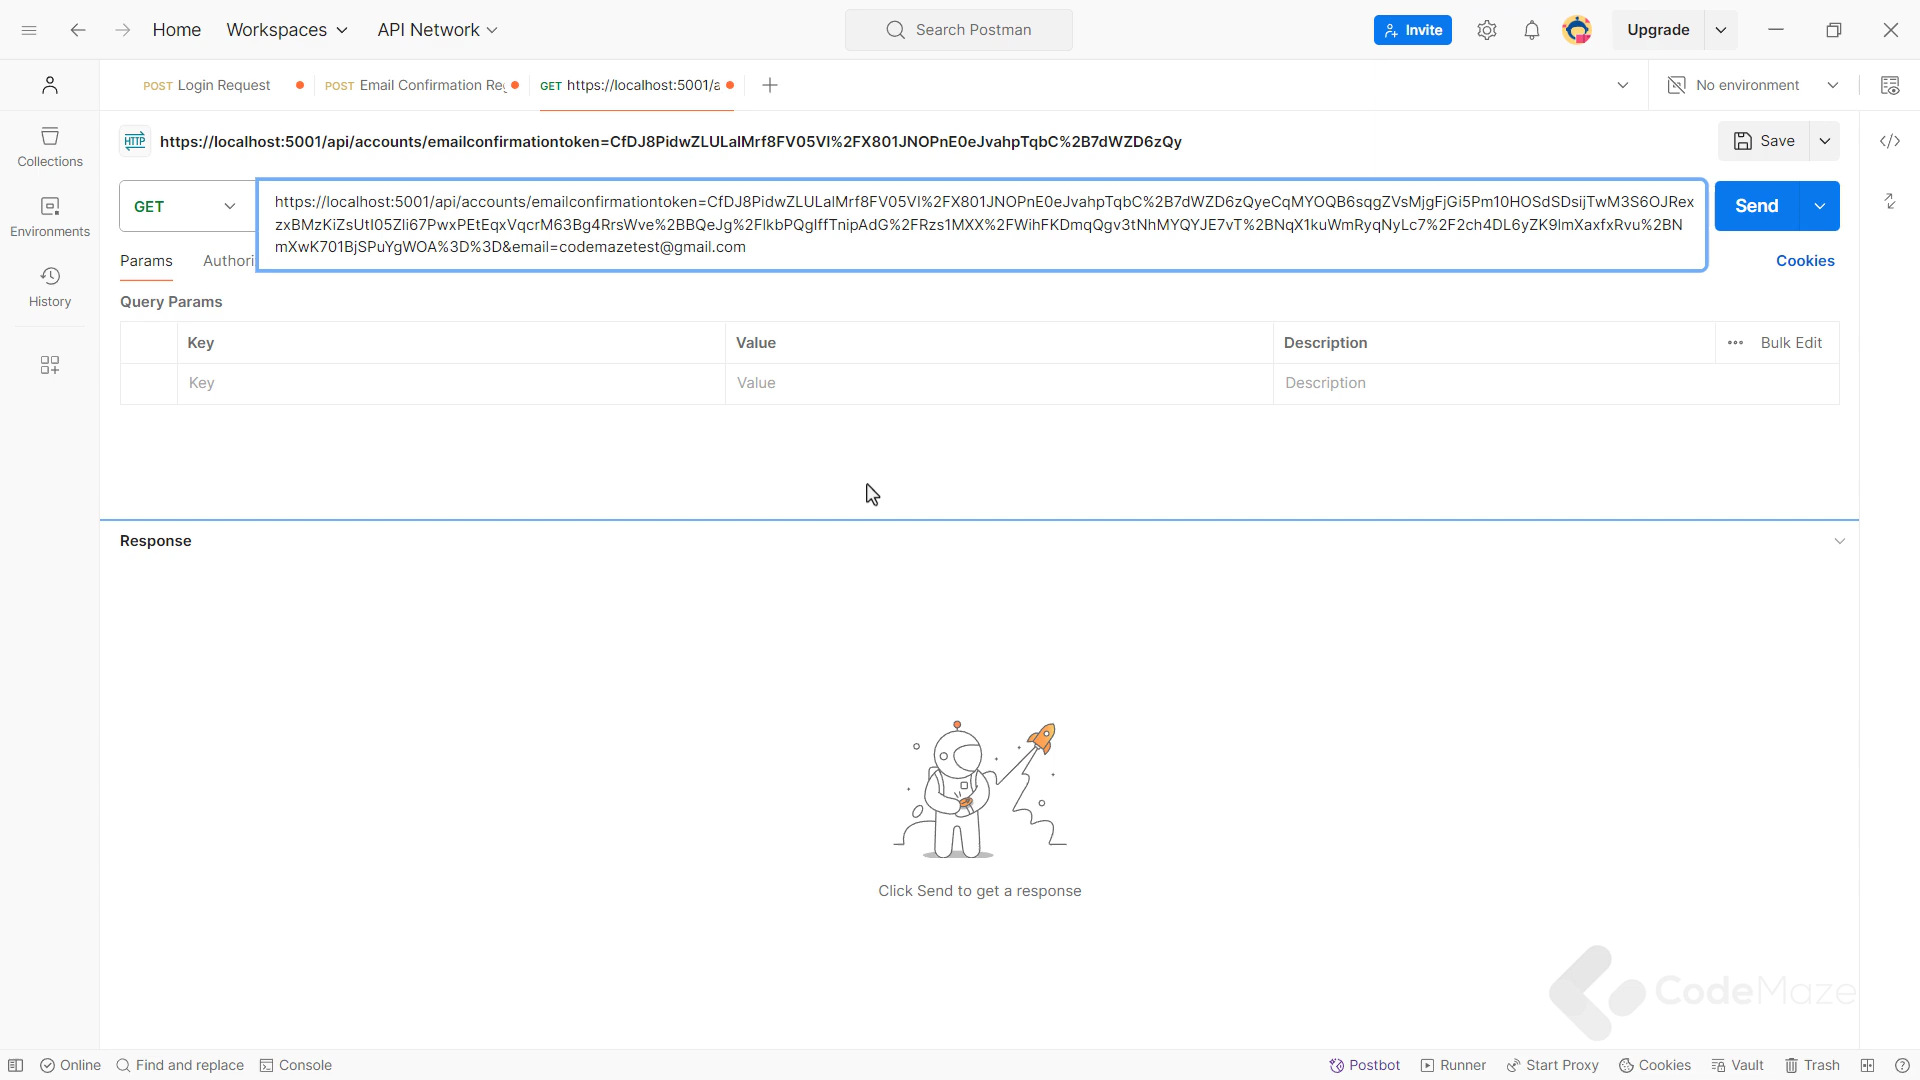 Home
Workspaces
API Network
Search Postman
Invite
Upgrade
POST Login Request
POST Email Confirmation Re
GET https://localhost:5001/a
No environment
HTTP https://localhost:5001/api/accounts/emailconfirmationtoken=CfDJ8PidwZLULalMrf8FV05VI%2FX801JNOPnE0eJvahpTqbC%2B7dWZD6zQy
Save
Collections
Environments
History
GET
https://localhost:5001/api/accounts/emailconfirmationtoken=CfDJ8PidwZLULalMrf8FV05VI%2FX801JNOPnE0eJvahpTqbC%2B7dWZD6zQyeCqMYOQB6sqgZVsMjgFjGi5Pm10HOSdSDsijTwM3S6OJRex
zxBMzKiZsUtI05Zli67PwxPEtEqxVqcrM63Bg4RrsWve%2BBQeJg%2FlkbPQgIffTnipAdG%2FRzs1MXX%2FWihFKDmqQgv3tNhMYQYJE7vT%2BNqX1kuWmRyqNyLc7%2F2ch4DL6yZK9lmXaxfxRvu%2BN
mXwK701BjSPuYgWOA%3D%3D&email=codemazetest@gmail.com
Send
Params
Authori
Cookies
Query Params
Key
Value
Description
Bulk Edit
Key
Value
Description
Response
Click Send to get a response
CodeMaze
Online
Find and replace
Console
Postbot
Runner
Start Proxy
Cookies
Vault
Trash